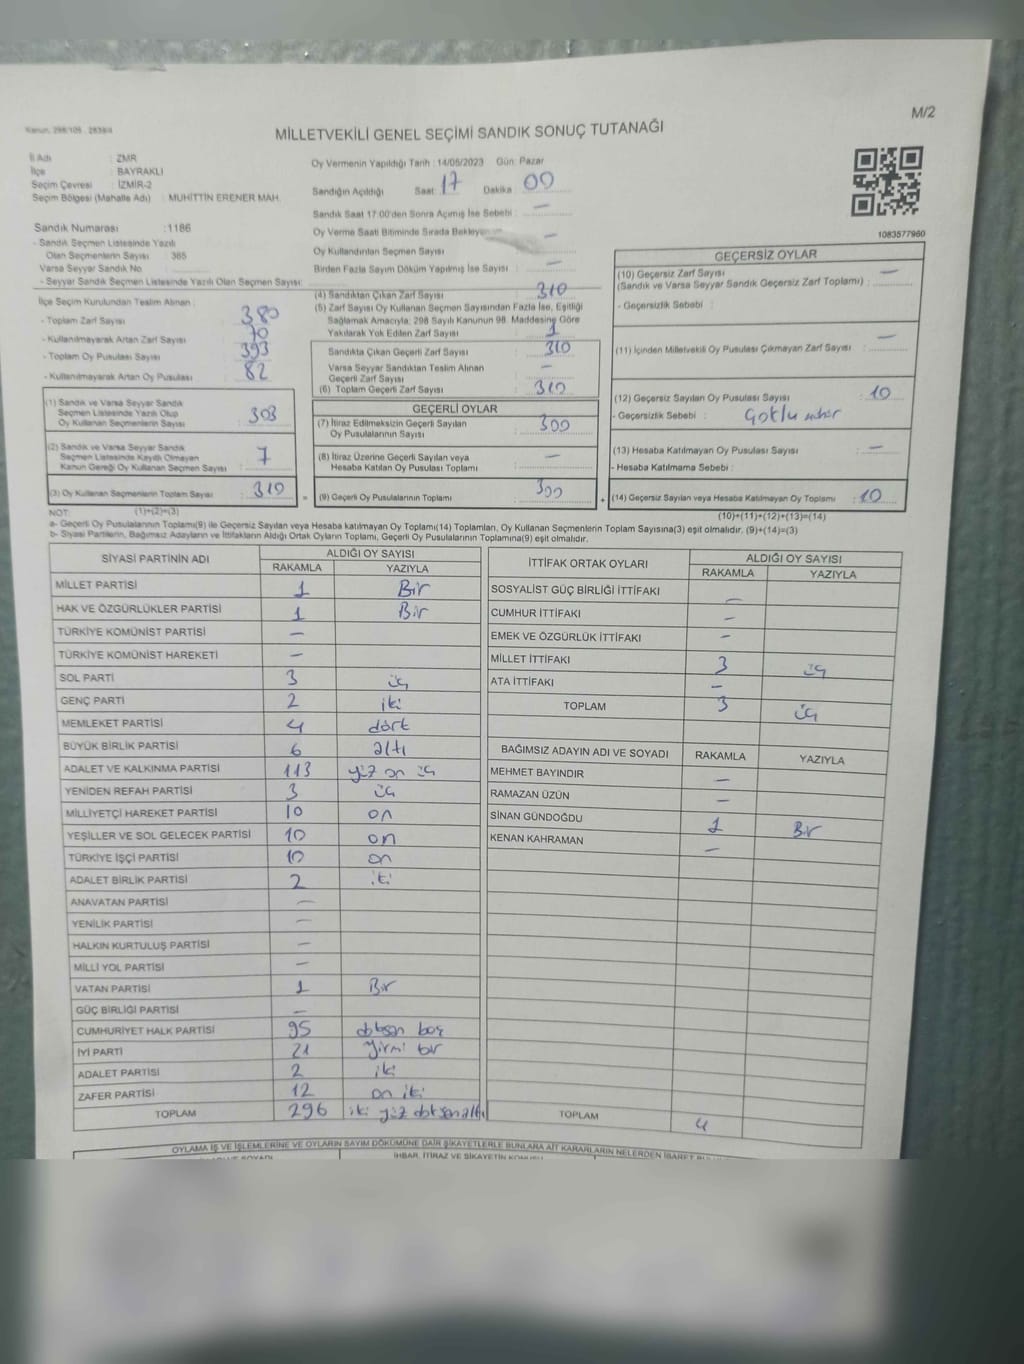 M/2
Kanun, 298/105 - 2839/4
MİLLETVEKİLİ GENEL SEÇİMİ SANDIK SONUÇ TUTANAĞI
İl Adı : ZMR
İlçe : BAYRAKLI
Seçim Çevresi : İZMİR-2
Seçim Bölgesi (Mahalle Adı) : MUHİTTİN ERENER MAH.
Sandık Numarası : 1186
- Sandık Seçmen Listesinde Yazılı
Olan Seçmenlerin Sayısı : 365
Varsa Seyyar Sandık No
- Seyyar Sandık Seçmen Listesinde Yazılı Olan Seçmen Sayısı:
Oy Vermenin Yapıldığı Tarih : 14/05/2023 Gün: Pazar
Sandığın Açıldığı Saat : 17 Dakika : 00
Sandık Saat 17:00'den Sonra Açılmış İse Sebebi : —
Oy Verme Saati Bitiminde Sırada Bekleyen —
Oy Kullandırılan Seçmen Sayısı
Birden Fazla Sayım Döküm Yapılmış İse Sayısı : —
1083577960
İlçe Seçim Kurulundan Teslim Alınan :
- Toplam Zarf Sayısı : 380
- Kullanılmayarak Artan Zarf Sayısı : 70
- Toplam Oy Pusulası Sayısı : 393
- Kullanılmayarak Artan Oy Pusulası : 82
(1) Sandık ve Varsa Seyyar Sandık
Seçmen Listesinde Yazılı Olup
Oy Kullanan Seçmenlerin Sayısı : 303
(2) Sandık ve Varsa Seyyar Sandık
Seçmen Listesinde Kayıtlı Olmayan
Kanun Gereği Oy Kullanan Seçmen Sayısı : 7
(3) Oy Kullanan Seçmenlerin Toplam Sayısı : 310
(4) Sandıktan Çıkan Zarf Sayısı : 310
(5) Zarf Sayısı Oy Kullanan Seçmen Sayısından Fazla İse, Eşitliği
Sağlamak Amacıyla; 298 Sayılı Kanunun 98. Maddesine Göre
Yakılarak Yok Edilen Zarf Sayısı : 1
Sandıkta Çıkan Geçerli Zarf Sayısı : 310
Varsa Seyyar Sandıktan Teslim Alınan
Geçerli Zarf Sayısı : —
(6) Toplam Geçerli Zarf Sayısı : 310
GEÇERLİ OYLAR
(7) İtiraz Edilmeksizin Geçerli Sayılan
Oy Pusulalarının Sayısı : 300
(8) İtiraz Üzerine Geçerli Sayılan veya
Hesaba Katılan Oy Pusulası Toplamı : —
= (9) Geçerli Oy Pusulalarının Toplamı : 300
GEÇERSİZ OYLAR
(10) Geçersiz Zarf Sayısı —
(Sandık ve Varsa Seyyar Sandık Geçersiz Zarf Toplamı) :
- Geçersizlik Sebebi :
(11) İçinden Milletvekili Oy Pusulası Çıkmayan Zarf Sayısı : —
(12) Geçersiz Sayılan Oy Pusulası Sayısı : 10
- Geçersizlik Sebebi :
(13) Hesaba Katılmayan Oy Pusulası Sayısı : —
- Hesaba Katılmama Sebebi :
+ (14) Geçersiz Sayılan veya Hesaba Katılmayan Oy Toplamı : 10
NOT: (1)+(2)=(3)
(10)+(11)+(12)+(13)=(14)
a- Geçerli Oy Pusulalarının Toplamı(9) ile Geçersiz Sayılan veya Hesaba katılmayan Oy Toplamı(14) Toplamları, Oy Kullanan Seçmenlerin Toplam Sayısına(3) eşit olmalıdır. (9)+(14)=(3)
b- Siyasi Partilerin, Bağımsız Adayların ve İttifakların Aldığı Ortak Oyların Toplamı, Geçerli Oy Pusulalarının Toplamına(9) eşit olmalıdır.
SİYASİ PARTİNİN ADI ALDIĞI OY SAYISI
RAKAMLA YAZIYLA
MİLLET PARTİSİ 1 Bir
HAK VE ÖZGÜRLÜKLER PARTİSİ 1 Bir
TÜRKİYE KOMÜNİST PARTİSİ —
TÜRKİYE KOMÜNİST HAREKETİ —
SOL PARTİ 3 üç
GENÇ PARTİ 2 iki
MEMLEKET PARTİSİ 4 dört
BÜYÜK BİRLİK PARTİSİ 6 altı
ADALET VE KALKINMA PARTİSİ 113 yüz on üç
YENİDEN REFAH PARTİSİ 3 üç
MİLLİYETÇİ HAREKET PARTİSİ 10 on
YEŞİLLER VE SOL GELECEK PARTİSİ 10 on
TÜRKİYE İŞÇİ PARTİSİ 10 on
ADALET BİRLİK PARTİSİ 2 iki
ANAVATAN PARTİSİ —
YENİLİK PARTİSİ —
HALKIN KURTULUŞ PARTİSİ —
MİLLİ YOL PARTİSİ —
VATAN PARTİSİ 1 Bir
GÜÇ BİRLİĞİ PARTİSİ —
CUMHURİYET HALK PARTİSİ 95
İYİ PARTİ 21 Yirmi bir
ADALET PARTİSİ 2 iki
ZAFER PARTİSİ 12 on iki
TOPLAM 296 iki yüz
İTTİFAK ORTAK OYLARI ALDIĞI OY SAYISI
RAKAMLA YAZIYLA
SOSYALİST GÜÇ BİRLİĞİ İTTİFAKI —
CUMHUR İTTİFAKI —
EMEK VE ÖZGÜRLÜK İTTİFAKI —
MİLLET İTTİFAKI 3 üç
ATA İTTİFAKI —
TOPLAM 3 üç
BAĞIMSIZ ADAYIN ADI VE SOYADI RAKAMLA YAZIYLA
MEHMET BAYINDIR —
RAMAZAN ÜZÜN —
SİNAN GÜNDOĞDU 1 Bir
KENAN KAHRAMAN —
TOPLAM 4
OYLAMA İŞ VE İŞLEMLERİNE VE OYLARIN SAYIM DÖKÜMÜNE DAİR ŞİKAYETLERLE BUNLARA AİT KARARLARIN NELERDEN İBARET
İHBAR, İTİRAZ VE ŞİKAYETİN